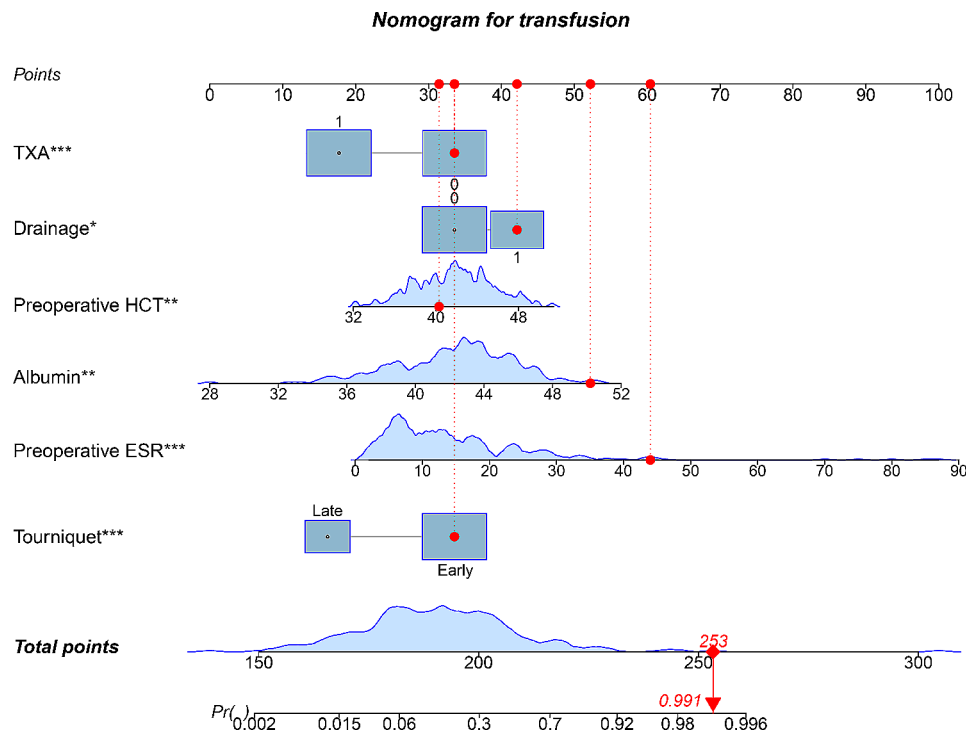 Nomogram for transfusion
Points
0 10 20 30 40 50 60 70 80 90 100
1
TXA***
0
0
Drainage*
1
Preoperative HCT**
32 40 48
Albumin**
28 32 36 40 44 48 52
Preoperative ESR***
0 10 20 30 40 50 60 70 80 90
Late
Tourniquet***
Early
Total points
253
150 200 250 300
0.991
Pr( )
0.002 0.015 0.06 0.3 0.7 0.92 0.98 0.996